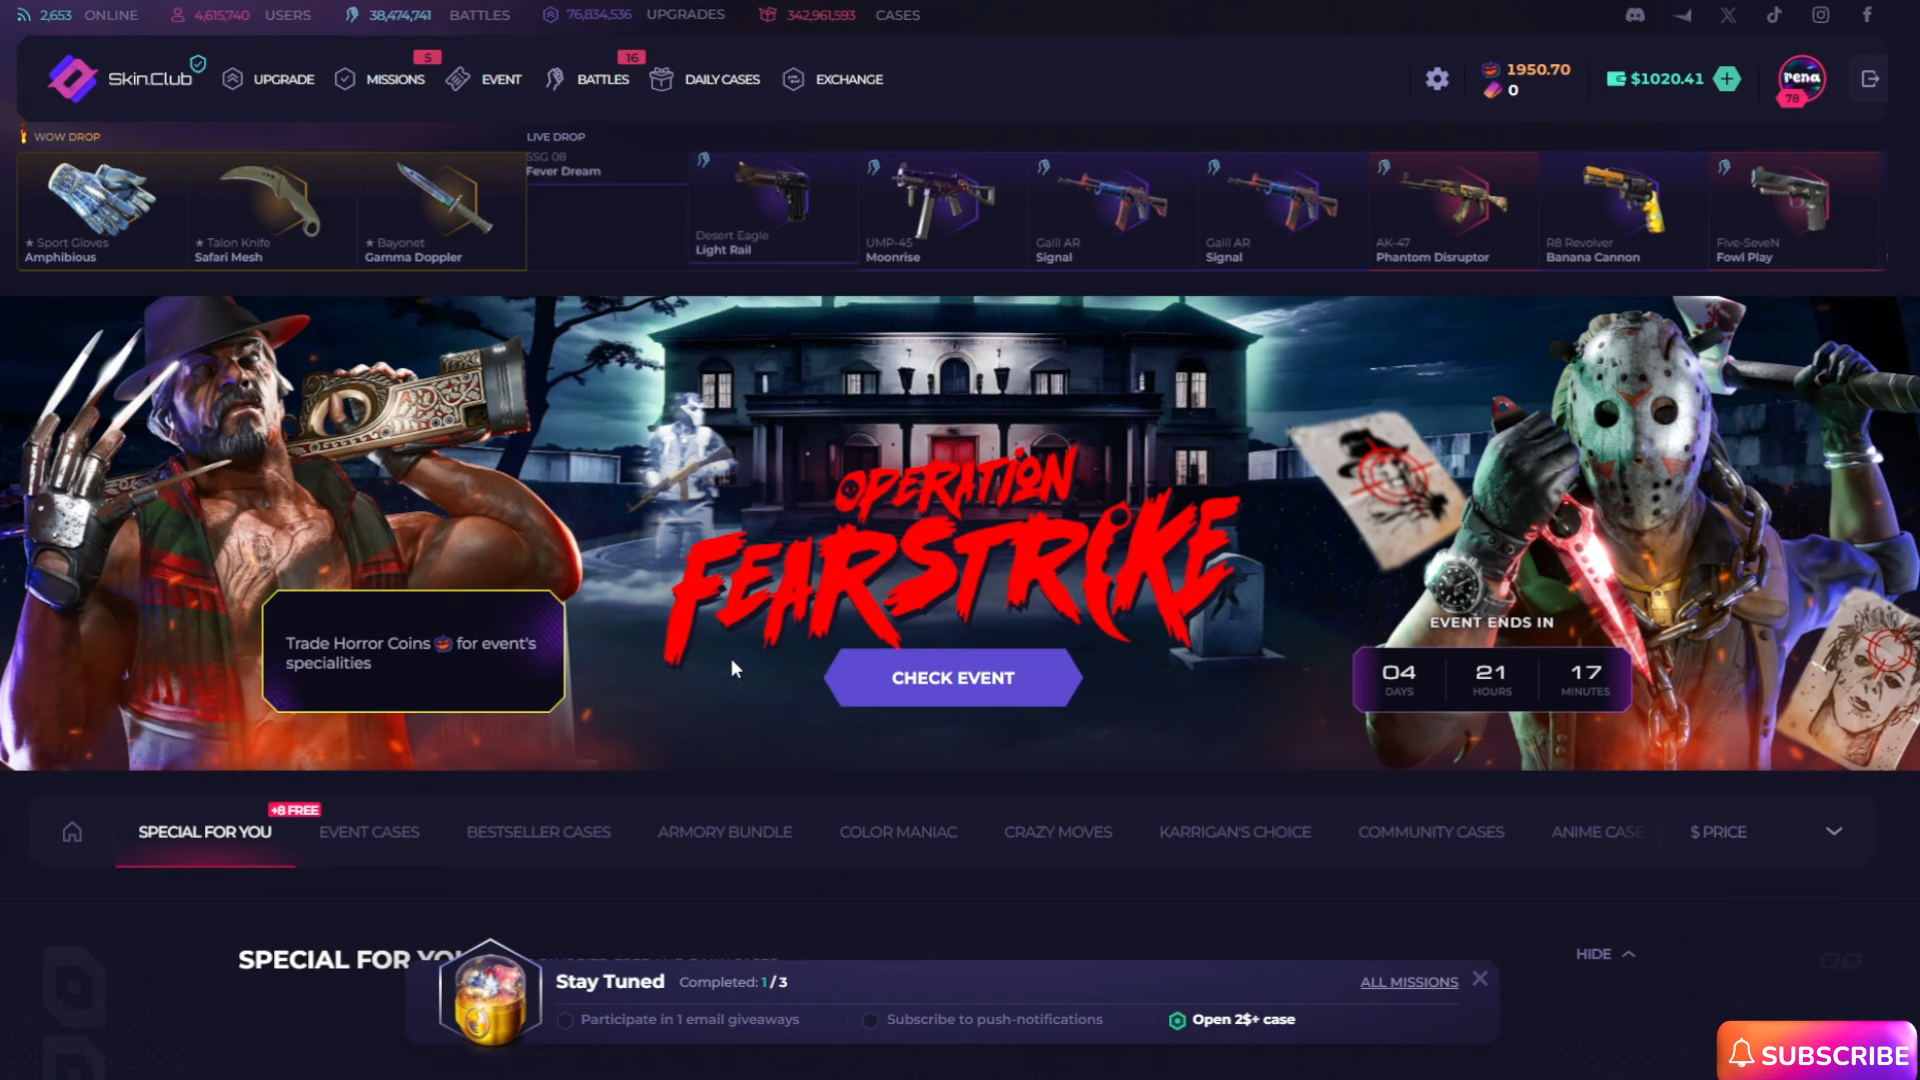 2,653 ONLINE 4,615,740 USERS 38,474,741 BATTLES 76,834,536 UPGRADES 342,961,593 CASES
Skin.Club UPGRADE MISSIONS 5 EVENT BATTLES 16 DAILY CASES EXCHANGE
1950.70
0
$1020.41
rena
78
WOW DROP
LIVE DROP
★ Sport Gloves
Amphibious
★ Talon Knife
Safari Mesh
★ Bayonet
Gamma Doppler
SSG 08
Fever Dream
Desert Eagle
Light Rail
UMP-45
Moonrise
Galil AR
Signal
Galil AR
Signal
AK-47
Phantom Disruptor
R8 Revolver
Banana Cannon
Five-SeveN
Fowl Play
OPERATION
FEARSTRIKE
Trade Horror Coins for event's
specialities
CHECK EVENT
EVENT ENDS IN
04 21 17
DAYS HOURS MINUTES
+8 FREE
SPECIAL FOR YOU EVENT CASES BESTSELLER CASES ARMORY BUNDLE COLOR MANIAC CRAZY MOVES KARRIGAN'S CHOICE COMMUNITY CASES ANIME CASE $ PRICE
SPECIAL FOR YOU
HIDE
Stay Tuned Completed: 1 / 3 ALL MISSIONS
Participate in 1 email giveaways Subscribe to push-notifications Open 2$+ case
SUBSCRIBE